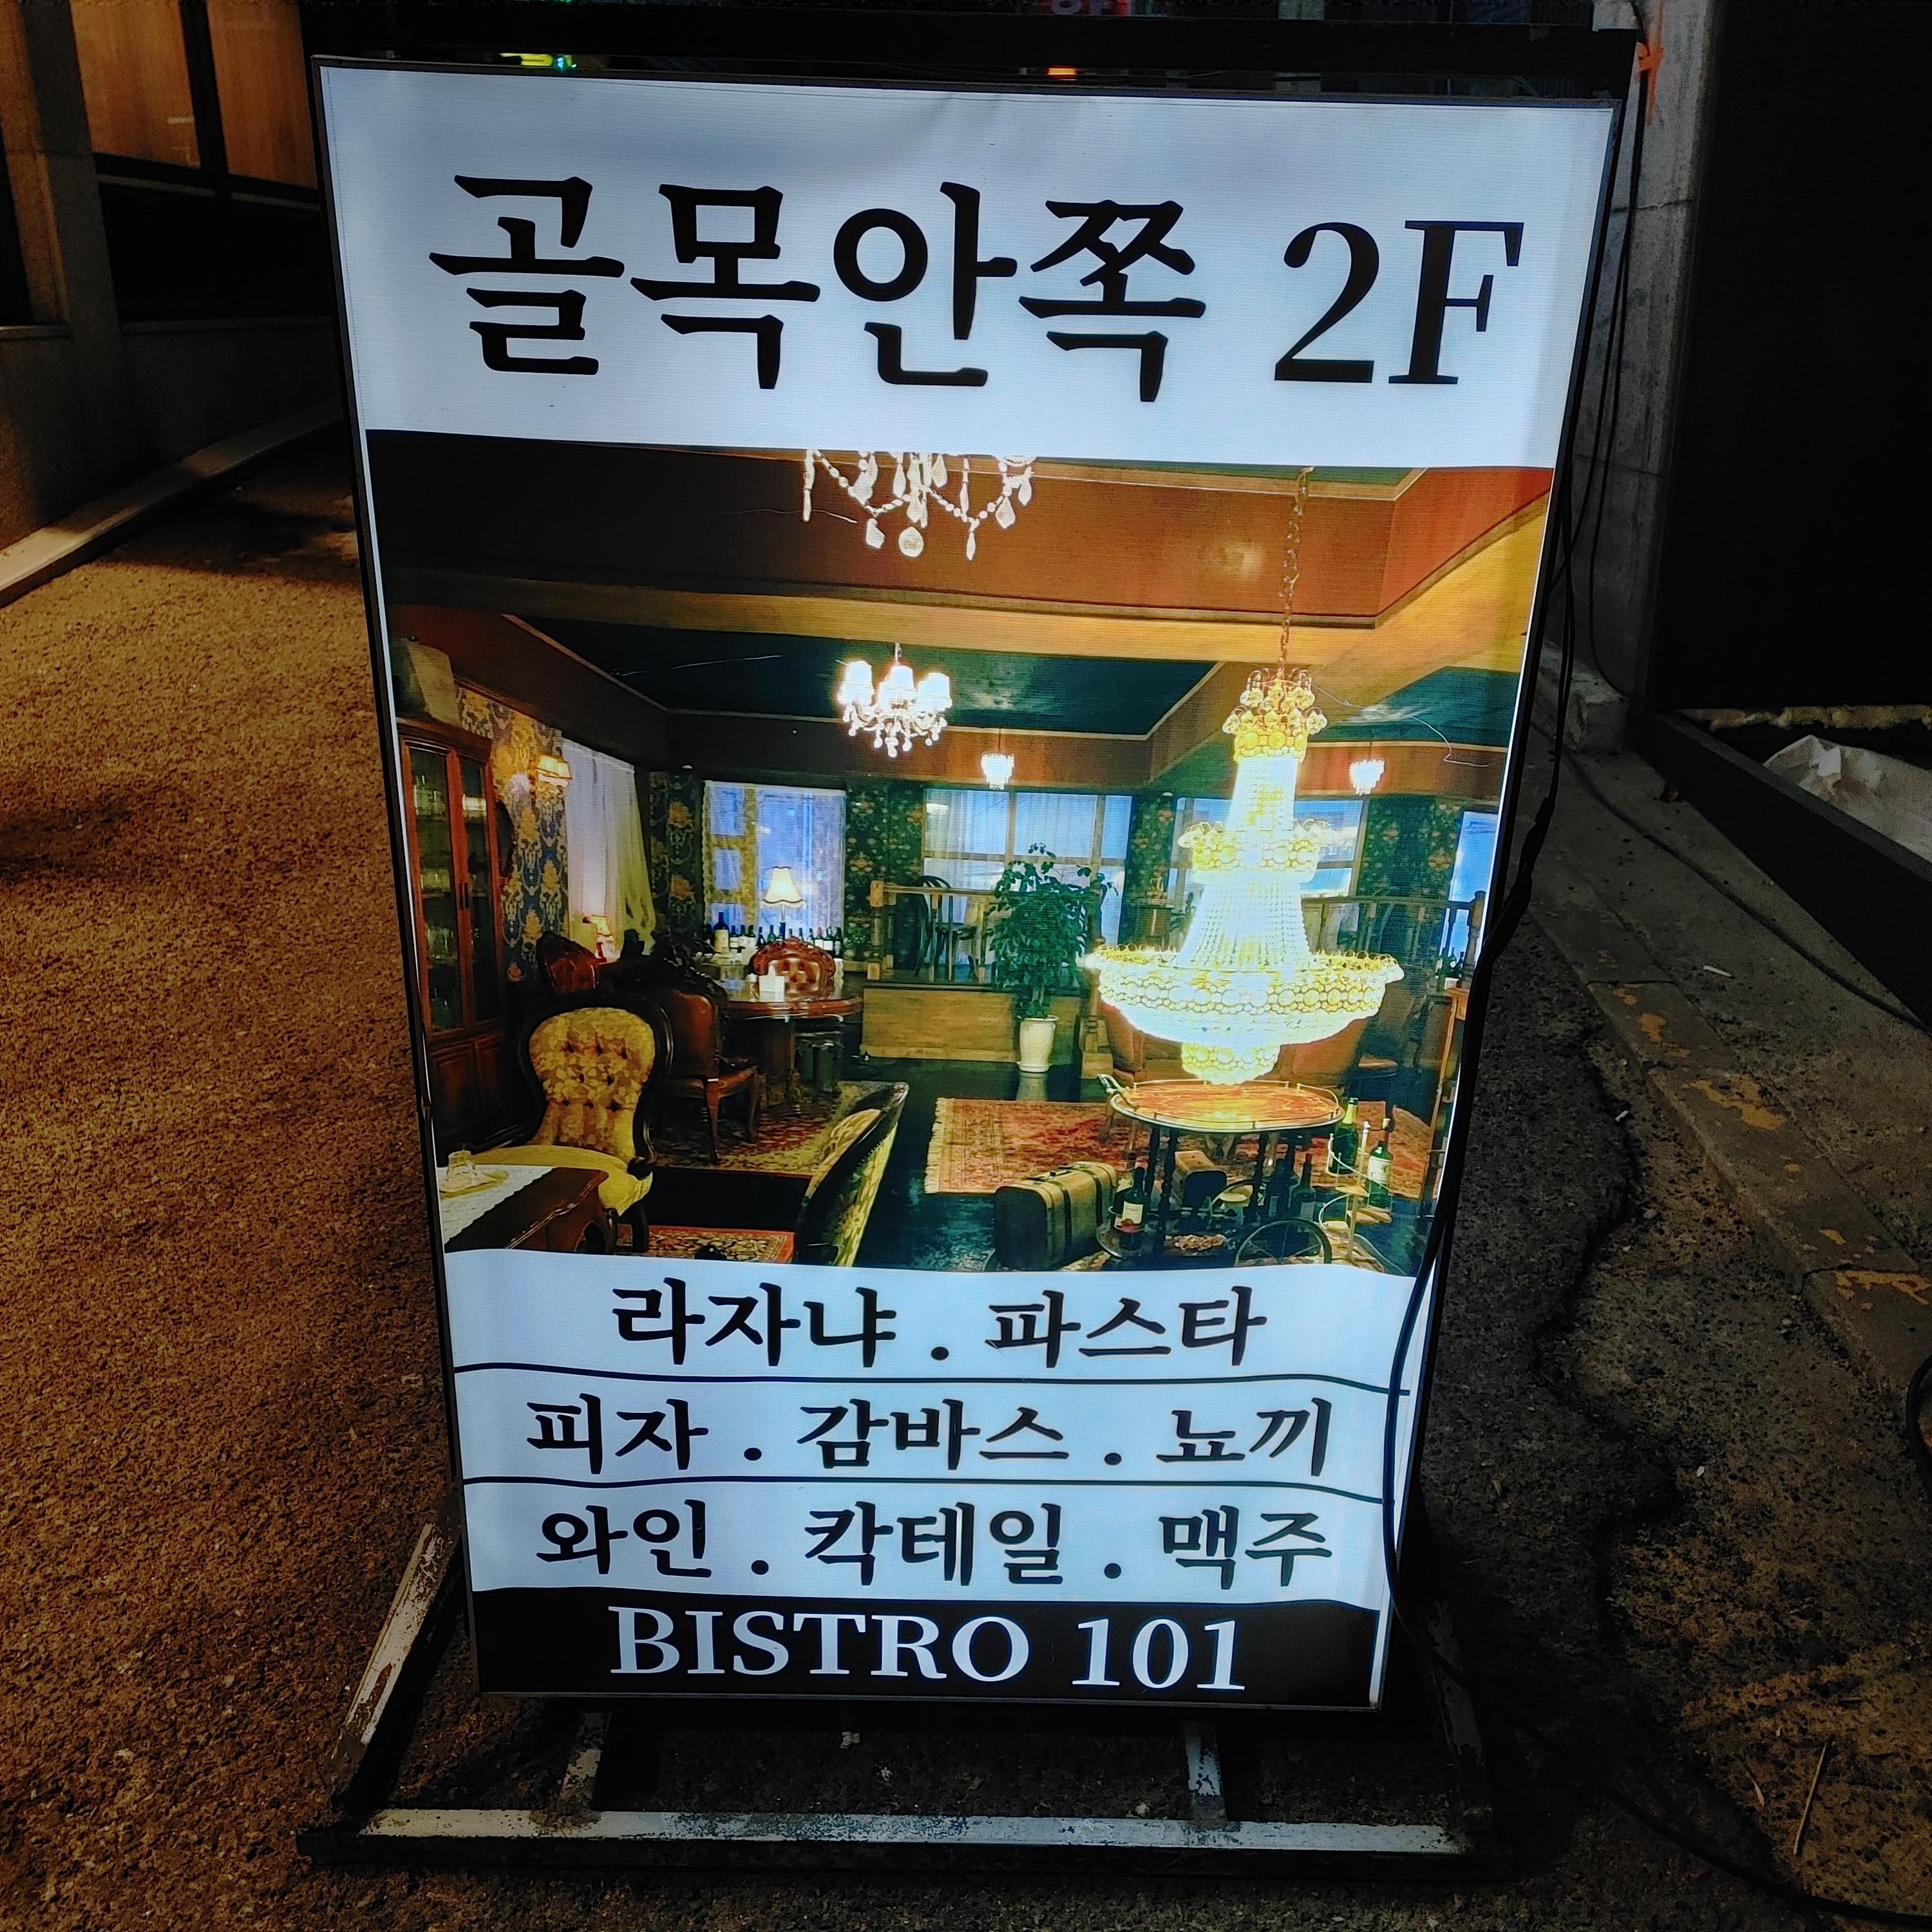 골목안쪽 2F
라자냐 . 파스타
피자 . 감바스 . 뇨끼
와인 . 칵테일 . 맥주
BISTRO 101